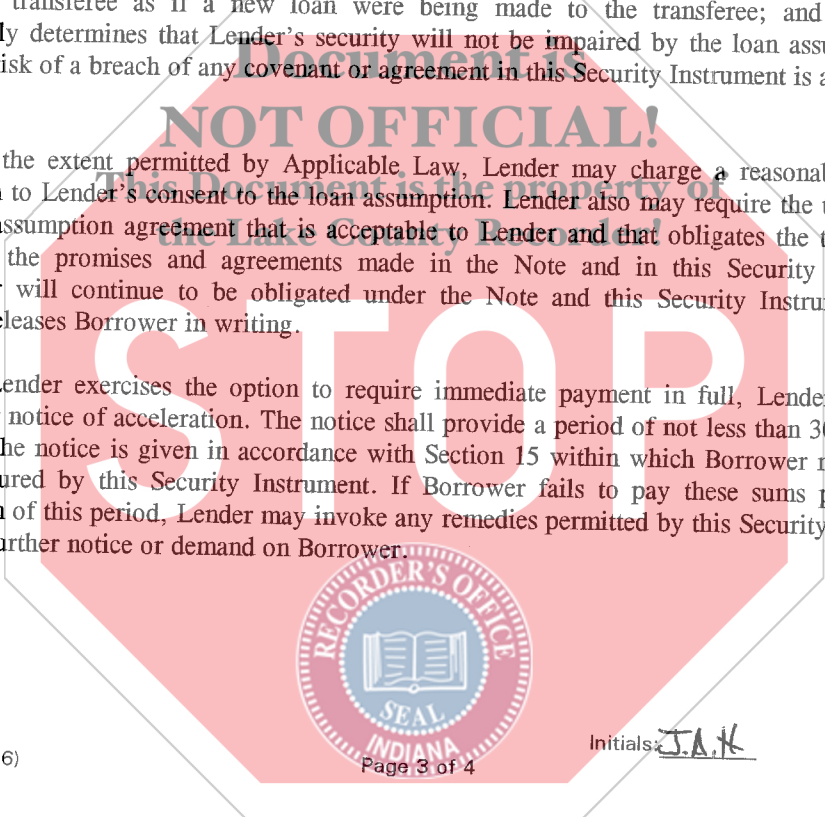 transferee as if a new loan were being made to the transferee; and
ly determines that Lender's security will not be impaired by the loan assu
isk of a breach of any covenant or agreement in this Security Instrument is a
Document is
NOT OFFICIAL!
This Document is the property of
the Lake County Recorder!
the extent permitted by Applicable Law, Lender may charge a reasonal
to Lender's consent to the loan assumption. Lender also may require the t
assumption agreement that is acceptable to Lender and that obligates the t
the promises and agreements made in the Note and in this Security
will continue to be obligated under the Note and this Security Instru
eleases Borrower in writing.
STOP
ender exercises the option to require immediate payment in full, Lende
notice of acceleration. The notice shall provide a period of not less than 30
he notice is given in accordance with Section 15 within which Borrower
ured by this Security Instrument. If Borrower fails to pay these sums p
n of this period, Lender may invoke any remedies permitted by this Security
urther notice or demand on Borrower.
RECORDER'S OFFICE
SEAL
INDIANA
Initials: J.A.H
6)
Page 3 of 4